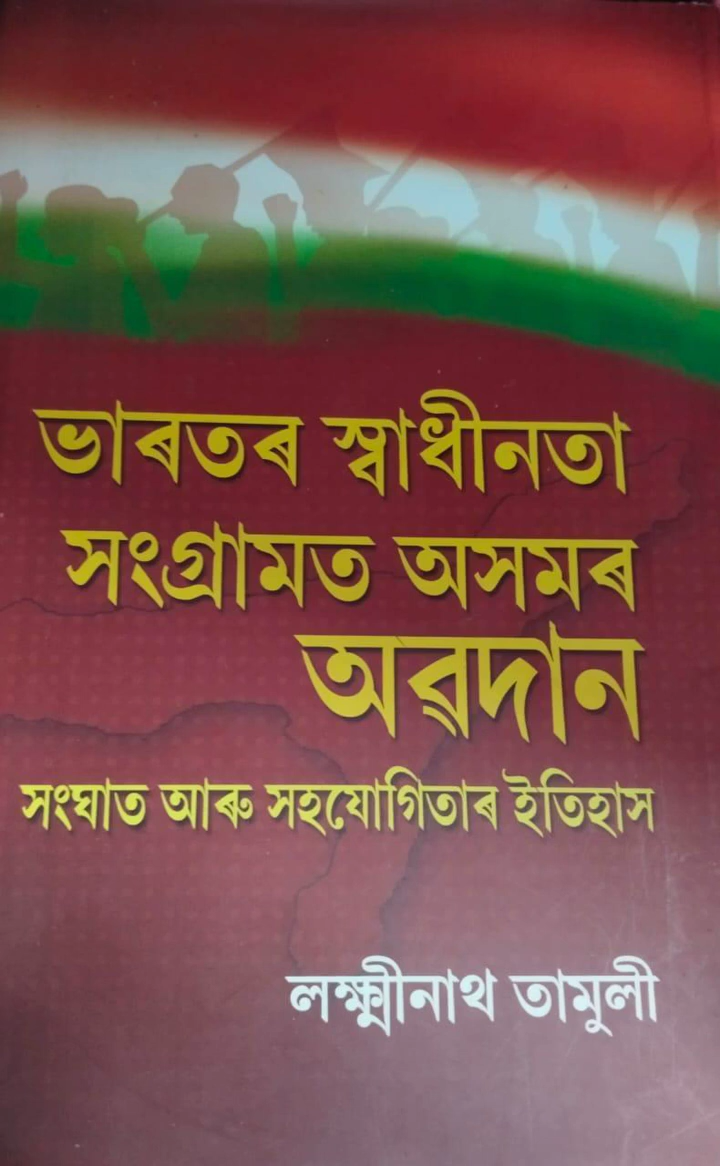 ভাৰতৰ স্বাধীনতা
সংগ্ৰামত অসমৰ
অৱদান
সংঘাত আৰু সহযোগিতাৰ ইতিহাস
লক্ষ্মীনাথ তামুলী